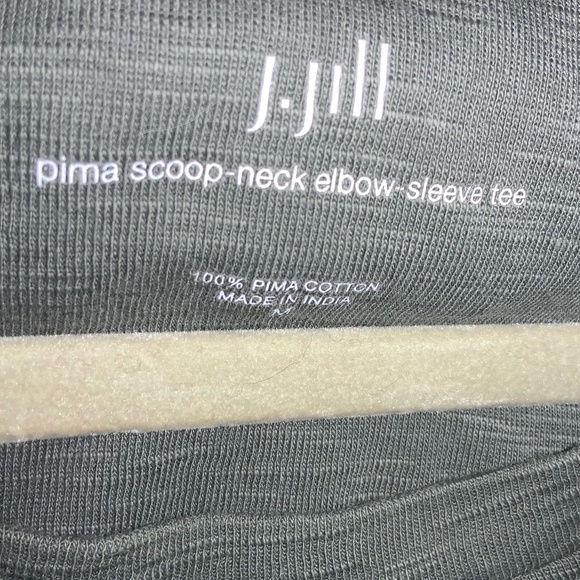 J.Jill
pima scoop-neck elbow-sleeve tee
100% PIMA COTTON
MADE IN INDIA
M